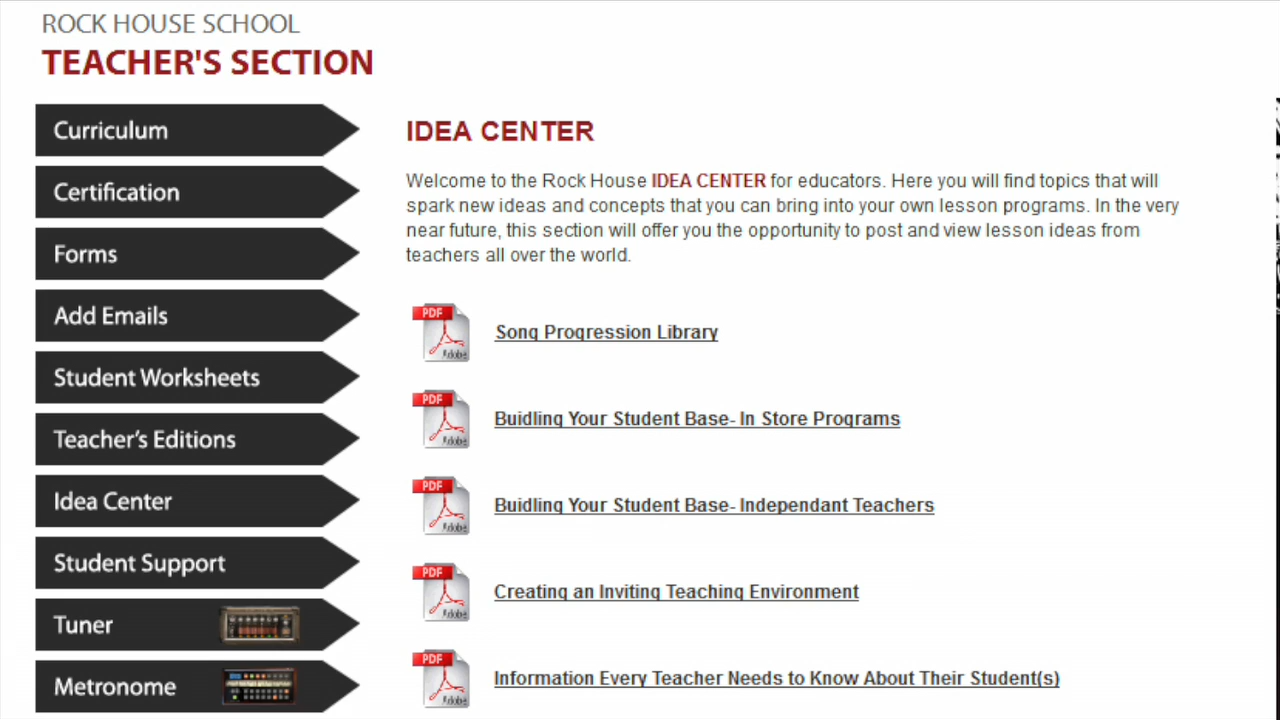 ROCK HOUSE SCHOOL
TEACHER'S SECTION
Curriculum
Certification
Forms
Add Emails
Student Worksheets
Teacher's Editions
Idea Center
Student Support
Tuner
Metronome
IDEA CENTER
Welcome to the Rock House IDEA CENTER for educators. Here you will find topics that will
spark new ideas and concepts that you can bring into your own lesson programs. In the very
near future, this section will offer you the opportunity to post and view lesson ideas from
teachers all over the world.
PDF
Adobe
Song Progression Library
PDF
Adobe
Buidling Your Student Base- In Store Programs
PDF
Adobe
Buidling Your Student Base- Independant Teachers
PDF
Adobe
Creating an Inviting Teaching Environment
PDF
Adobe
Information Every Teacher Needs to Know About Their Student(s)